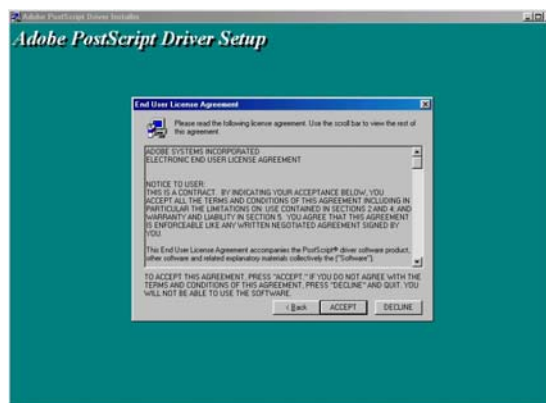 Adobe PostScript Driver Installer
Adobe PostScript Driver Setup
End User License Agreement
Please read the following license agreement. Use the scroll bar to view the rest of
this agreement.
ADOBE SYSTEMS INCORPORATED
ELECTRONIC END USER LICENSE AGREEMENT
NOTICE TO USER:
THIS IS A CONTRACT. BY INDICATING YOUR ACCEPTANCE BELOW, YOU
ACCEPT ALL THE TERMS AND CONDITIONS OF THIS AGREEMENT INCLUDING IN
PARTICULAR THE LIMITATIONS ON: USE CONTAINED IN SECTIONS 2 AND 4; AND
WARRANTY AND LIABILITY IN SECTION 5. YOU AGREE THAT THIS AGREEMENT
IS ENFORCEABLE LIKE ANY WRITTEN NEGOTIATED AGREEMENT SIGNED BY
YOU.
This End User License Agreement accompanies the PostScript® driver software product,
other software and related explanatory materials collectively the ("Software").
TO ACCEPT THIS AGREEMENT, PRESS "ACCEPT." IF YOU DO NOT AGREE WITH THE
TERMS AND CONDITIONS OF THIS AGREEMENT, PRESS "DECLINE" AND QUIT. YOU
WILL NOT BE ABLE TO USE THE SOFTWARE.
< Back ACCEPT DECLINE